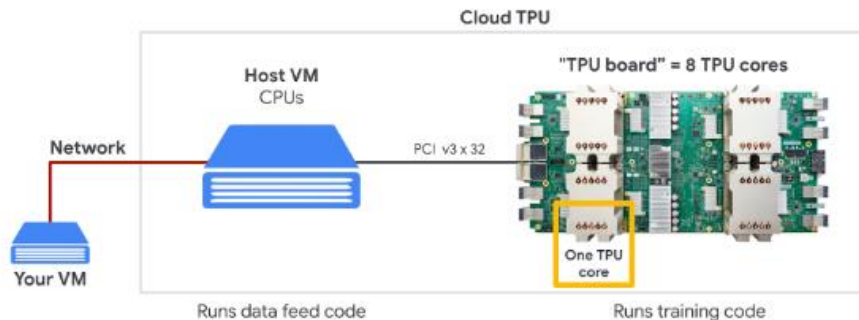 Cloud TPU
Host VM
CPUs
"TPU board" = 8 TPU cores
Network
PCI v3 x 32
One TPU
core
Your VM
Runs data feed code
Runs training code